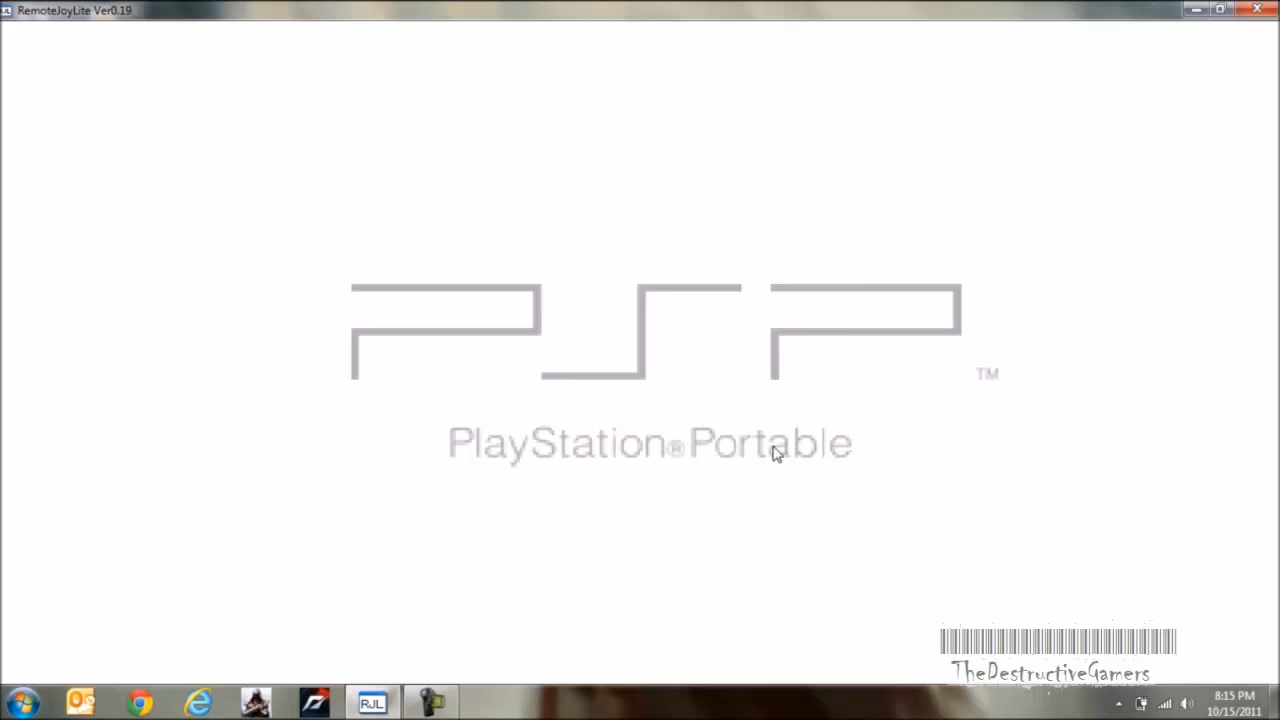 RemoteJoyLite Ver0.19
PSP
TM
PlayStation®Portable
TheDestructiveGamers
RJL
8:15 PM
10/15/2011